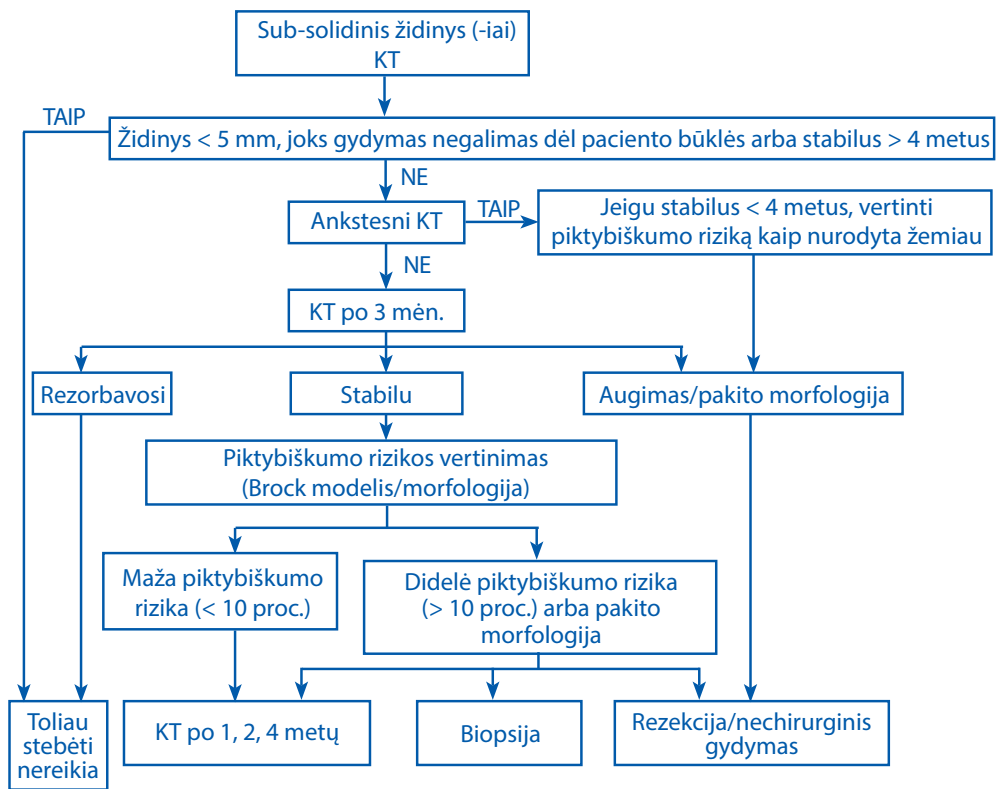 Sub-solidinis židinys (-iai)
KT
TAIP
Židinys < 5 mm, joks gydymas negalimas dėl paciento būklės arba stabilus > 4 metus
NE
Ankstesni KT
TAIP
Jeigu stabilus < 4 metus, vertinti
piktybiškumo riziką kaip nurodyta žemiau
NE
KT po 3 mėn.
Rezorbavosi
Stabilu
Augimas/pakito morfologija
Piktybiškumo rizikos vertinimas
(Brock modelis/morfologija)
Maža piktybiškumo
rizika (< 10 proc.)
Didelė piktybiškumo rizika
(> 10 proc.) arba pakito
morfologija
Toliau
stebėti
nereikia
KT po 1, 2, 4 metų
Biopsija
Rezekcija/nechirurginis
gydymas